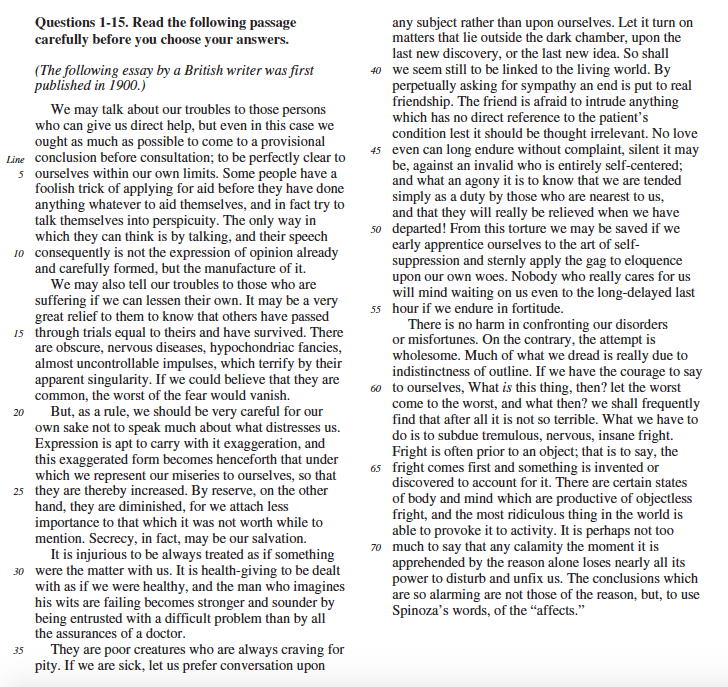 Questions 1-15. Read the following passage
carefully before you choose your answers.
(The following essay by a British writer was first
published in 1900.)
We may talk about our troubles to those persons
who can give us direct help, but even in this case we
ought as much as possible to come to a provisional
Line conclusion before consultation; to be perfectly clear to
5 ourselves within our own limits. Some people have a
foolish trick of applying for aid before they have done
anything whatever to aid themselves, and in fact try to
talk themselves into perspicuity. The only way in
which they can think is by talking, and their speech
10 consequently is not the expression of opinion already
and carefully formed, but the manufacture of it.
We may also tell our troubles to those who are
suffering if we can lessen their own. It may be a very
great relief to them to know that others have passed
15 through trials equal to theirs and have survived. There
are obscure, nervous diseases, hypochondriac fancies,
almost uncontrollable impulses, which terrify by their
apparent singularity. If we could believe that they are
common, the worst of the fear would vanish.
20 But, as a rule, we should be very careful for our
own sake not to speak much about what distresses us.
Expression is apt to carry with it exaggeration, and
this exaggerated form becomes henceforth that under
which we represent our miseries to ourselves, so that
25 they are thereby increased. By reserve, on the other
hand, they are diminished, for we attach less
importance to that which it was not worth while to
mention. Secrecy, in fact, may be our salvation.
It is injurious to be always treated as if something
30 were the matter with us. It is health-giving to be dealt
with as if we were healthy, and the man who imagines
his wits are failing becomes stronger and sounder by
being entrusted with a difficult problem than by all
the assurances of a doctor.
35 They are poor creatures who are always craving for
pity. If we are sick, let us prefer conversation upon
any subject rather than upon ourselves. Let it turn on
matters that lie outside the dark chamber, upon the
last new discovery, or the last new idea. So shall
40 we seem still to be linked to the living world. By
perpetually asking for sympathy an end is put to real
friendship. The friend is afraid to intrude anything
which has no direct reference to the patient's
condition lest it should be thought irrelevant. No love
45 even can long endure without complaint, silent it may
be, against an invalid who is entirely self-centered;
and what an agony it is to know that we are tended
simply as a duty by those who are nearest to us,
and that they will really be relieved when we have
50 departed! From this torture we may be saved if we
early apprentice ourselves to the art of self-
suppression and sternly apply the gag to eloquence
upon our own woes. Nobody who really cares for us
will mind waiting on us even to the long-delayed last
55 hour if we endure in fortitude.
There is no harm in confronting our disorders
or misfortunes. On the contrary, the attempt is
wholesome. Much of what we dread is really due to
indistinctness of outline. If we have the courage to say
60 to ourselves, What is this thing, then? let the worst
come to the worst, and what then? we shall frequently
find that after all it is not so terrible. What we have to
do is to subdue tremulous, nervous, insane fright.
Fright is often prior to an object; that is to say, the
65 fright comes first and something is invented or
discovered to account for it. There are certain states
of body and mind which are productive of objectless
fright, and the most ridiculous thing in the world is
able to provoke it to activity. It is perhaps not too
70 much to say that any calamity the moment it is
apprehended by the reason alone loses nearly all its
power to disturb and unfix us. The conclusions which
are so alarming are not those of the reason, but, to use
Spinoza's words, of the "affects."